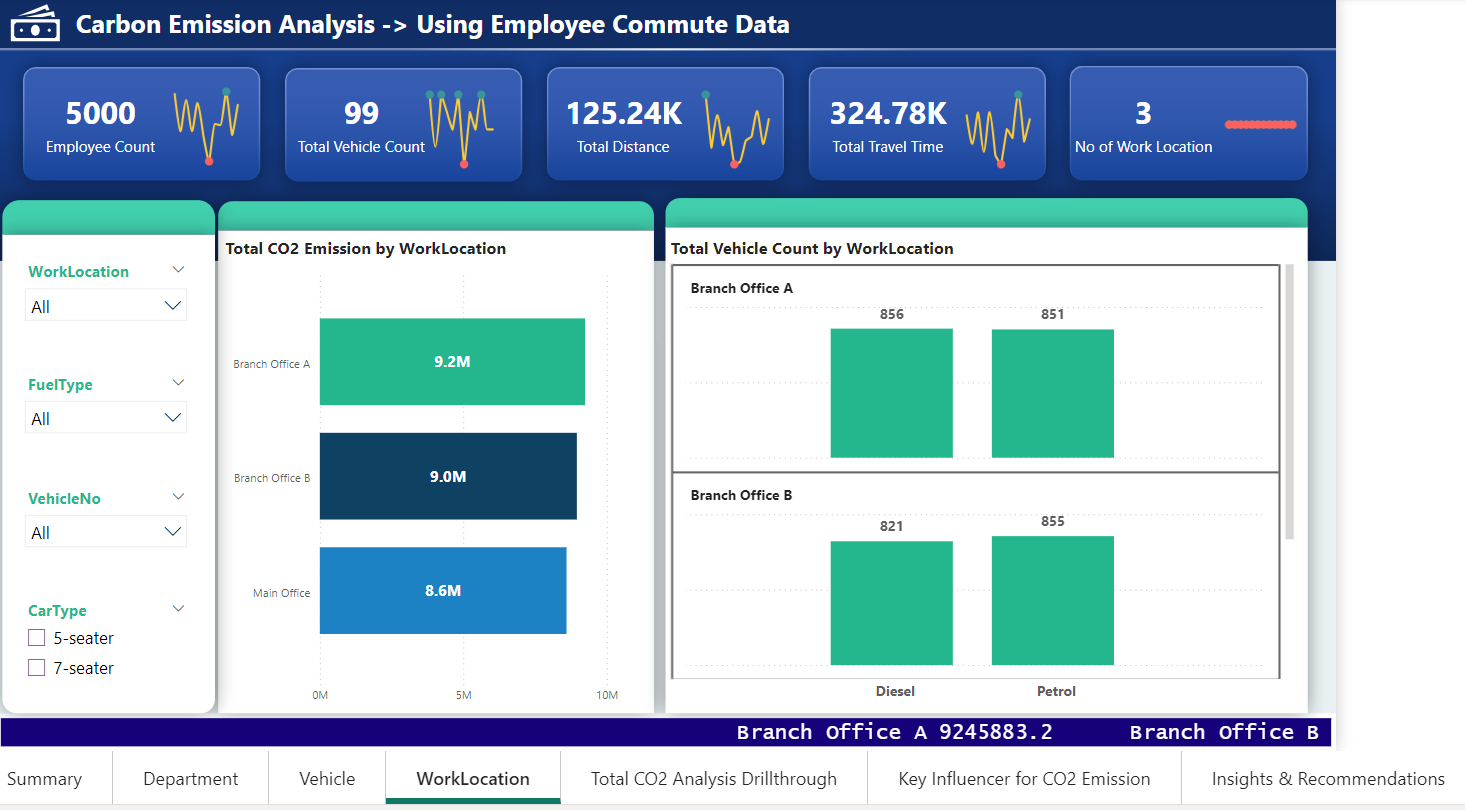 Carbon Emission Analysis -> Using Employee Commute Data
5000
Employee Count
99
Total Vehicle Count
125.24K
Total Distance
324.78K
Total Travel Time
3
No of Work Location
WorkLocation
All
FuelType
All
VehicleNo
All
CarType
5-seater
7-seater
Total CO2 Emission by WorkLocation
Branch Office A
9.2M
Branch Office B
9.0M
Main Office
8.6M
0M 5M 10M
Total Vehicle Count by WorkLocation
Branch Office A
856 851
Branch Office B
821 855
Diesel Petrol
Branch Office A 9245883.2 Branch Office B
Summary Department Vehicle WorkLocation Total CO2 Analysis Drillthrough Key Influencer for CO2 Emission Insights & Recommendations